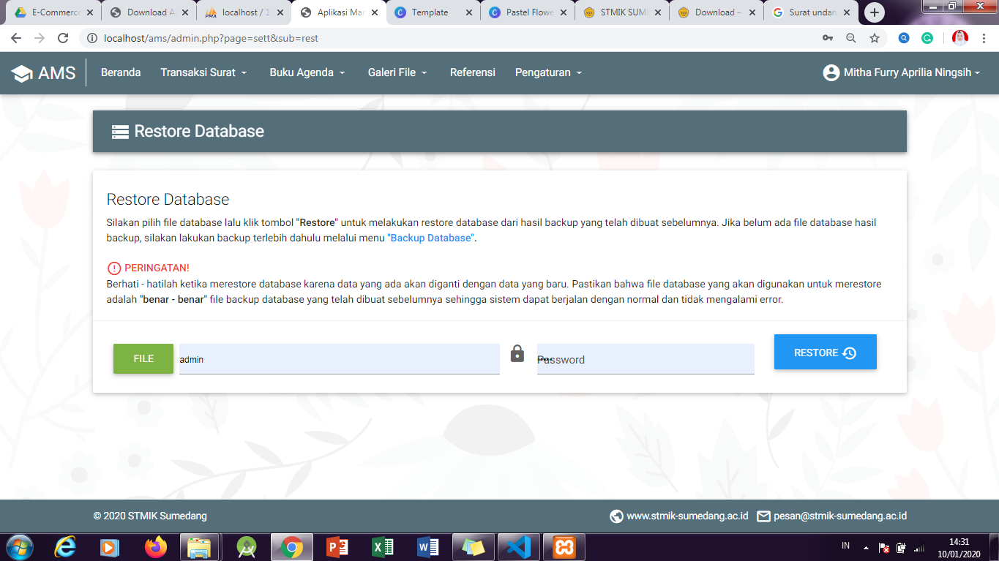 E-Commerce
Download A
localhost / 1
Aplikasi Mar
Template
Pastel Flowe
STMIK SUM
Download –
Surat undan
localhost/ams/admin.php?page=sett&sub=rest
AMS
Beranda
Transaksi Surat
Buku Agenda
Galeri File
Referensi
Pengaturan
Mitha Furry Aprilia Ningsih
Restore Database
Restore Database
Silakan pilih file database lalu klik tombol "Restore" untuk melakukan restore database dari hasil backup yang telah dibuat sebelumnya. Jika belum ada file database hasil
backup, silakan lakukan backup terlebih dahulu melalui menu "Backup Database".
PERINGATAN!
Berhati - hatilah ketika merestore database karena data yang ada akan diganti dengan data yang baru. Pastikan bahwa file database yang akan digunakan untuk merestore
adalah "benar - benar" file backup database yang telah dibuat sebelumnya sehingga sistem dapat berjalan dengan normal dan tidak mengalami error.
FILE
admin
Password
RESTORE
© 2020 STMIK Sumedang
www.stmik-sumedang.ac.id
pesan@stmik-sumedang.ac.id
IN
14:31
10/01/2020